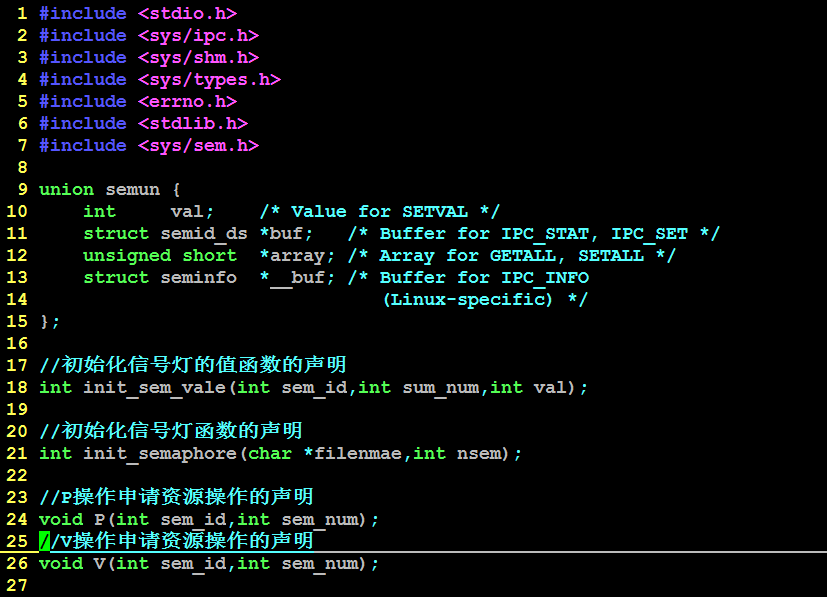 1 #include <stdio.h>
2 #include <sys/ipc.h>
3 #include <sys/shm.h>
4 #include <sys/types.h>
5 #include <errno.h>
6 #include <stdlib.h>
7 #include <sys/sem.h>
8
9 union semun {
10     int     val;    /* Value for SETVAL */
11     struct semid_ds *buf;   /* Buffer for IPC_STAT, IPC_SET */
12     unsigned short  *array; /* Array for GETALL, SETALL */
13     struct seminfo  *__buf; /* Buffer for IPC_INFO
14                                (Linux-specific) */
15 };
16
17 //初始化信号灯的值函数的声明
18 int init_sem_vale(int sem_id,int sum_num,int val);
19
20 //初始化信号灯函数的声明
21 int init_semaphore(char *filenmae,int nsem);
22
23 //P操作申请资源操作的声明
24 void P(int sem_id,int sem_num);
25 //V操作申请资源操作的声明
26 void V(int sem_id,int sem_num);
27